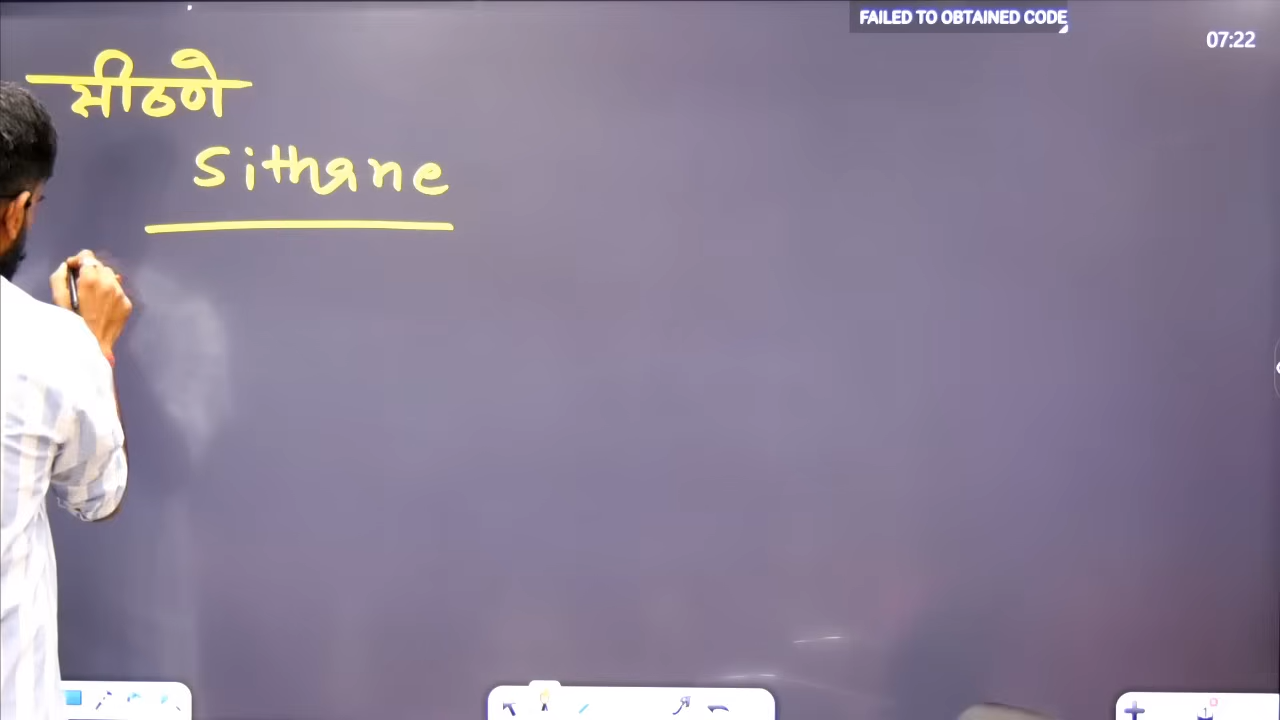 FAILED TO OBTAINED CODE
07:22
सीठणे
Sithane